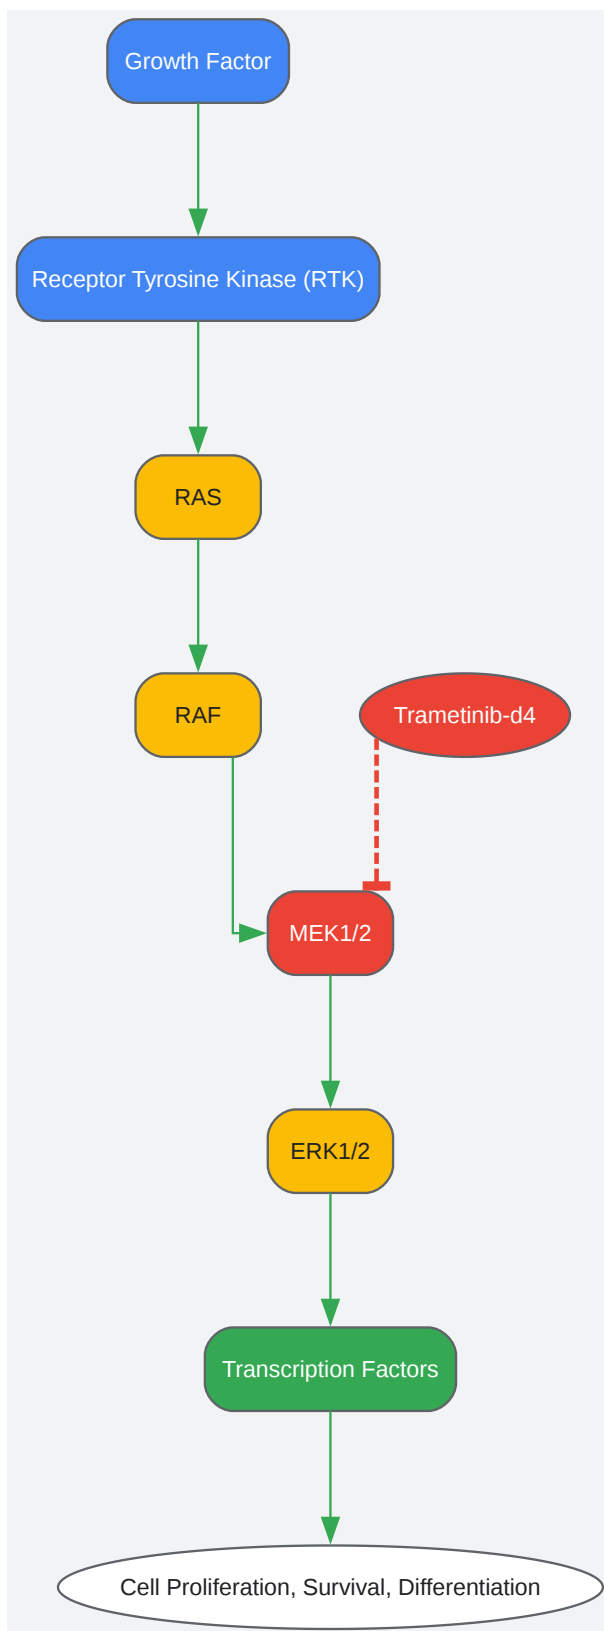 Growth Factor
Receptor Tyrosine Kinase (RTK)
RAS
RAF
Trametinib-d4
MEK1/2
ERK1/2
Transcription Factors
Cell Proliferation, Survival, Differentiation